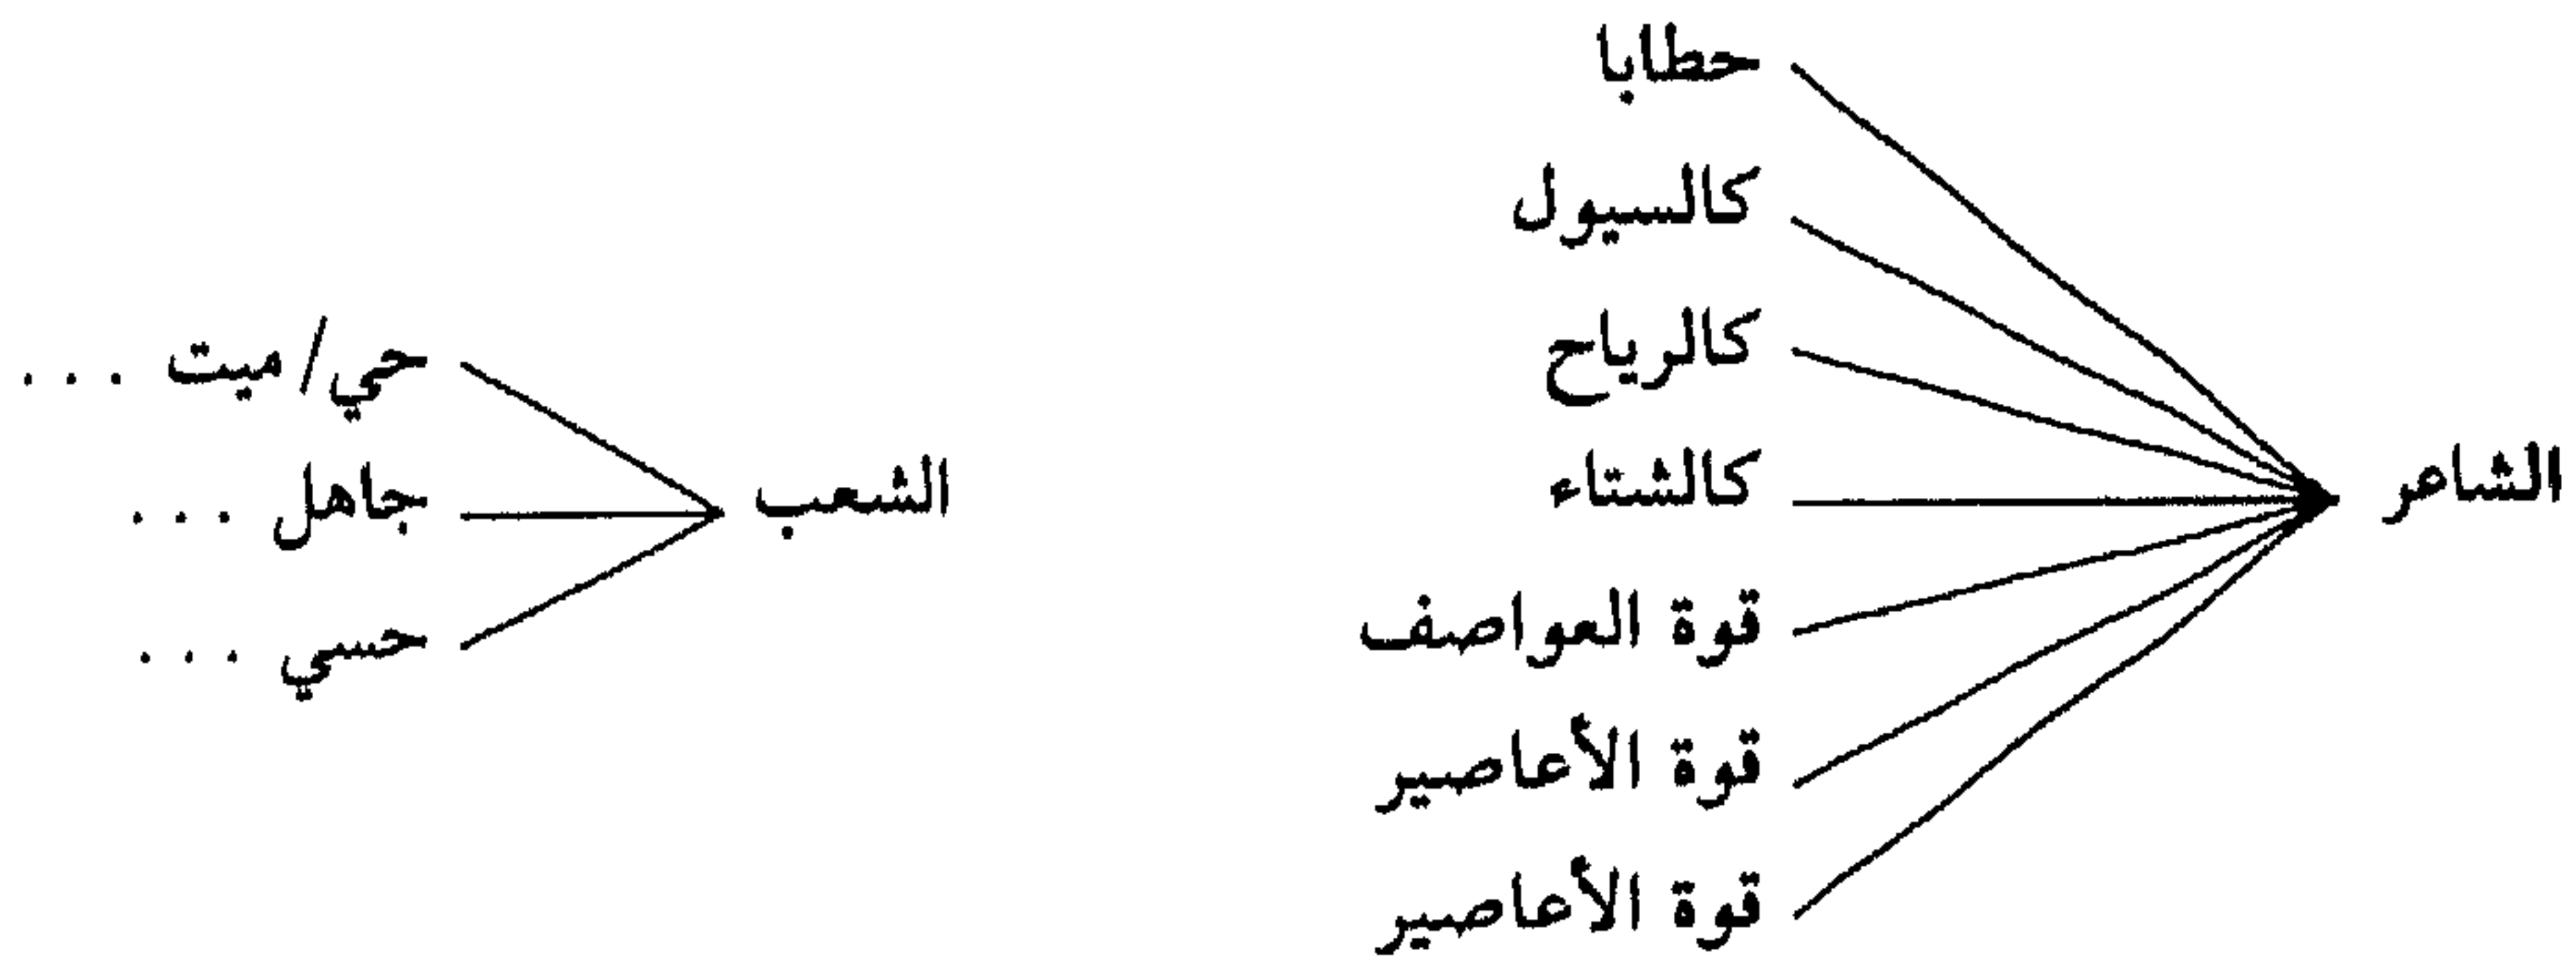 الشاعر
حطابا
كالسيول
كالرياح
كالشتاء
قوة العواصف
قوة الأعاصير
قوة الأعاصير
الشعب
حي/ميت ...
جاهل ...
حسي ...